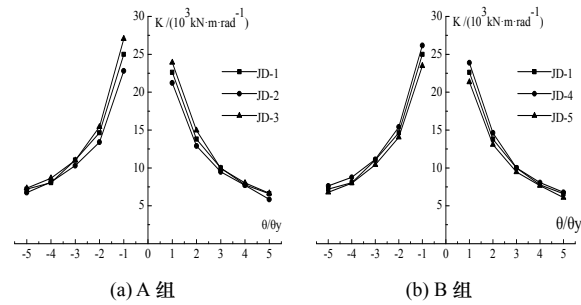 K /(10³kN·m·rad⁻¹)
30
25
20
15
10
5
JD-1
JD-2
JD-3
θ/θy
-5 -4 -3 -2 -1 0 1 2 3 4 5
(a) A 组
K /(10³kN·m·rad⁻¹)
30
25
20
15
10
5
JD-1
JD-4
JD-5
θ/θy
-5 -4 -3 -2 -1 0 1 2 3 4 5
(b) B 组